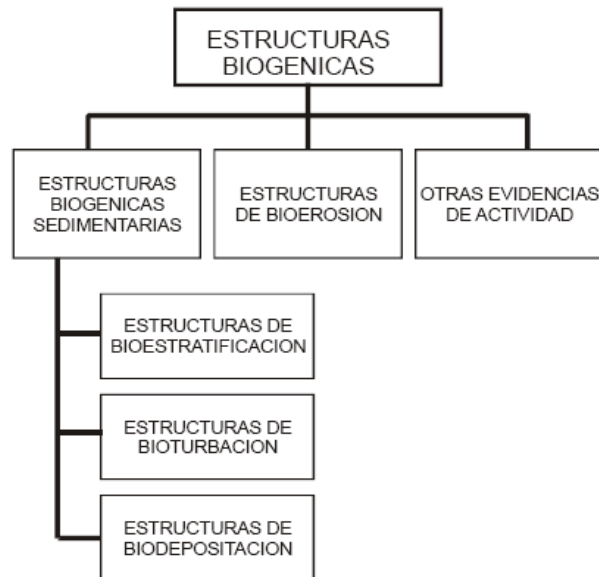 ESTRUCTURAS
BIOGENICAS
ESTRUCTURAS
BIOGENICAS
SEDIMENTARIAS
ESTRUCTURAS
DE BIOEROSION
OTRAS EVIDENCIAS
DE ACTIVIDAD
ESTRUCTURAS DE
BIOESTRATIFICACION
ESTRUCTURAS DE
BIOTURBACION
ESTRUCTURAS DE
BIODEPOSITACION